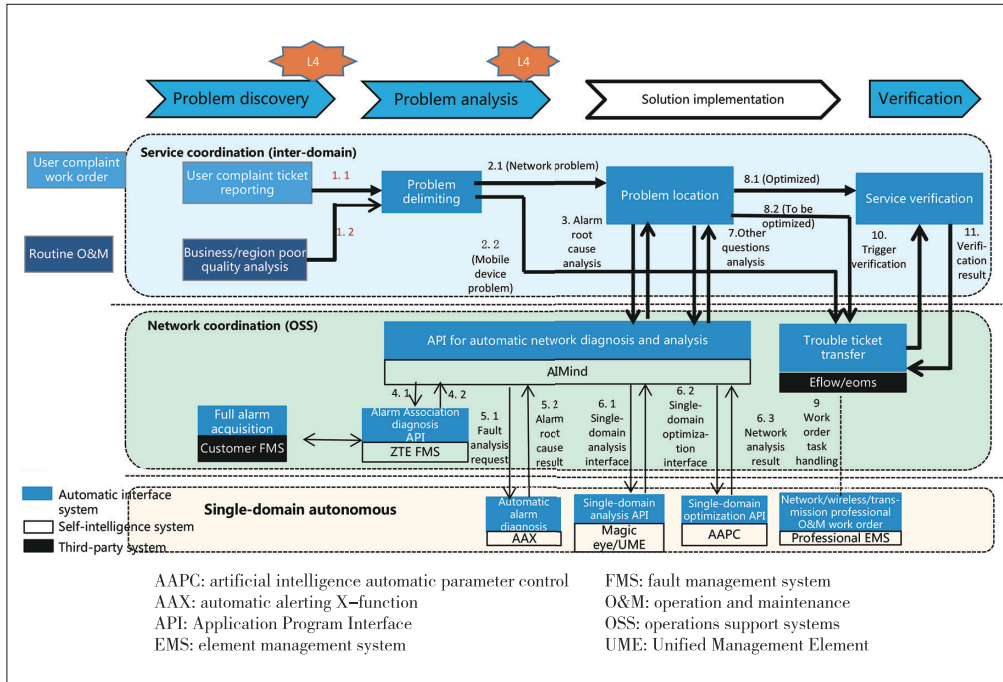 L4
L4
Problem discovery
Problem analysis
Solution implementation
Verification
Service coordination (inter-domain)
User complaint
work order
User complaint ticket
reporting
1. 1
Problem
delimiting
2.1 (Network problem)
Problem location
8.1 (Optimized)
8.2 (To be
optimized)
Service verification
Routine O&M
Business/region poor
quality analysis
1. 2
2. 2
(Mobile
device
problem)
3. Alarm
root
cause
analysis
7.Other
questions
analysis
10.
Trigger
verification
11.
Verifi-
cation
result
Network coordination (OSS)
API for automatic network diagnosis and analysis
AIMind
Trouble ticket
transfer
Eflow/eoms
4. 1
4. 2
Full alarm
acquisition
Customer FMS
Alarm Association
diagnosis
API
ZTE FMS
5. 1
Fault
analysis
request
5. 2
Alarm
root
cause
result
6. 1
Single-
domain
analysis
interface
6. 2
Single-
domain
optimiza-
tion
interface
6. 3
Network
analysis
result
9
Work
order
task
handling
Automatic interface
system
Self-intelligence system
Third-party system
Single-domain autonomous
Automatic
alarm
diagnosis
AAX
Single-domain
analysis API
Magic
eye/UME
Single-domain
optimization API
AAPC
Network/wireless/trans-
mission professional
O&M work order
Professional EMS
AAPC: artificial intelligence automatic parameter control
AAX: automatic alerting X-function
API: Application Program Interface
EMS: element management system
FMS: fault management system
O&M: operation and maintenance
OSS: operations support systems
UME: Unified Management Element